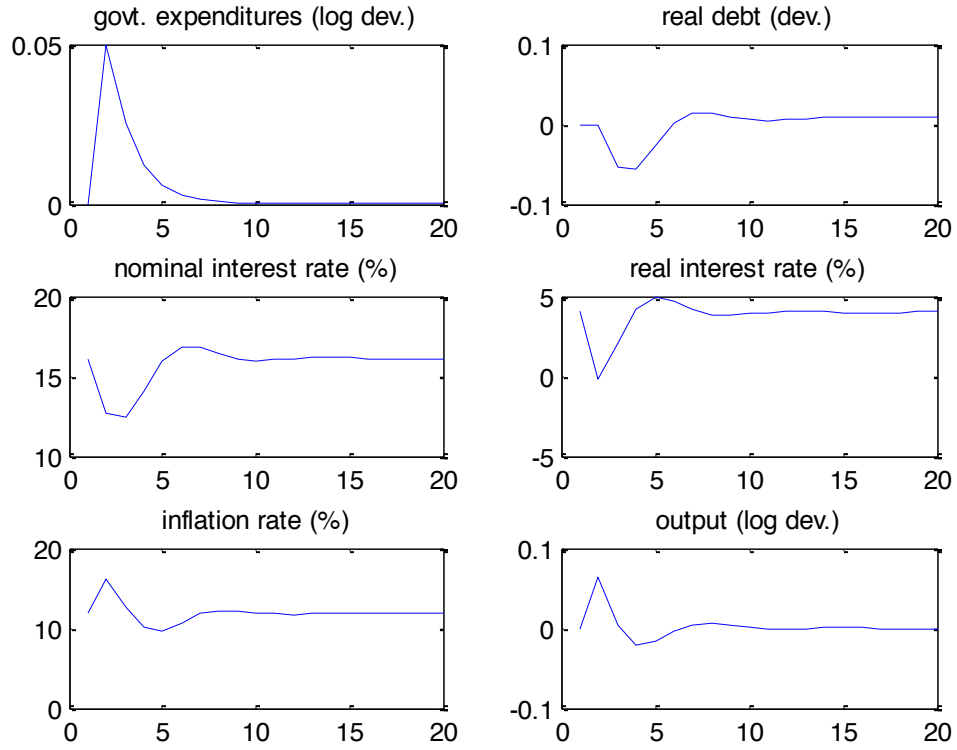 govt. expenditures (log dev.)
0.05
0
0 5 10 15 20
real debt (dev.)
0.1
0
-0.1
0 5 10 15 20
nominal interest rate (%)
20
15
10
0 5 10 15 20
real interest rate (%)
5
0
-5
0 5 10 15 20
inflation rate (%)
20
10
0
0 5 10 15 20
output (log dev.)
0.1
0
-0.1
0 5 10 15 20